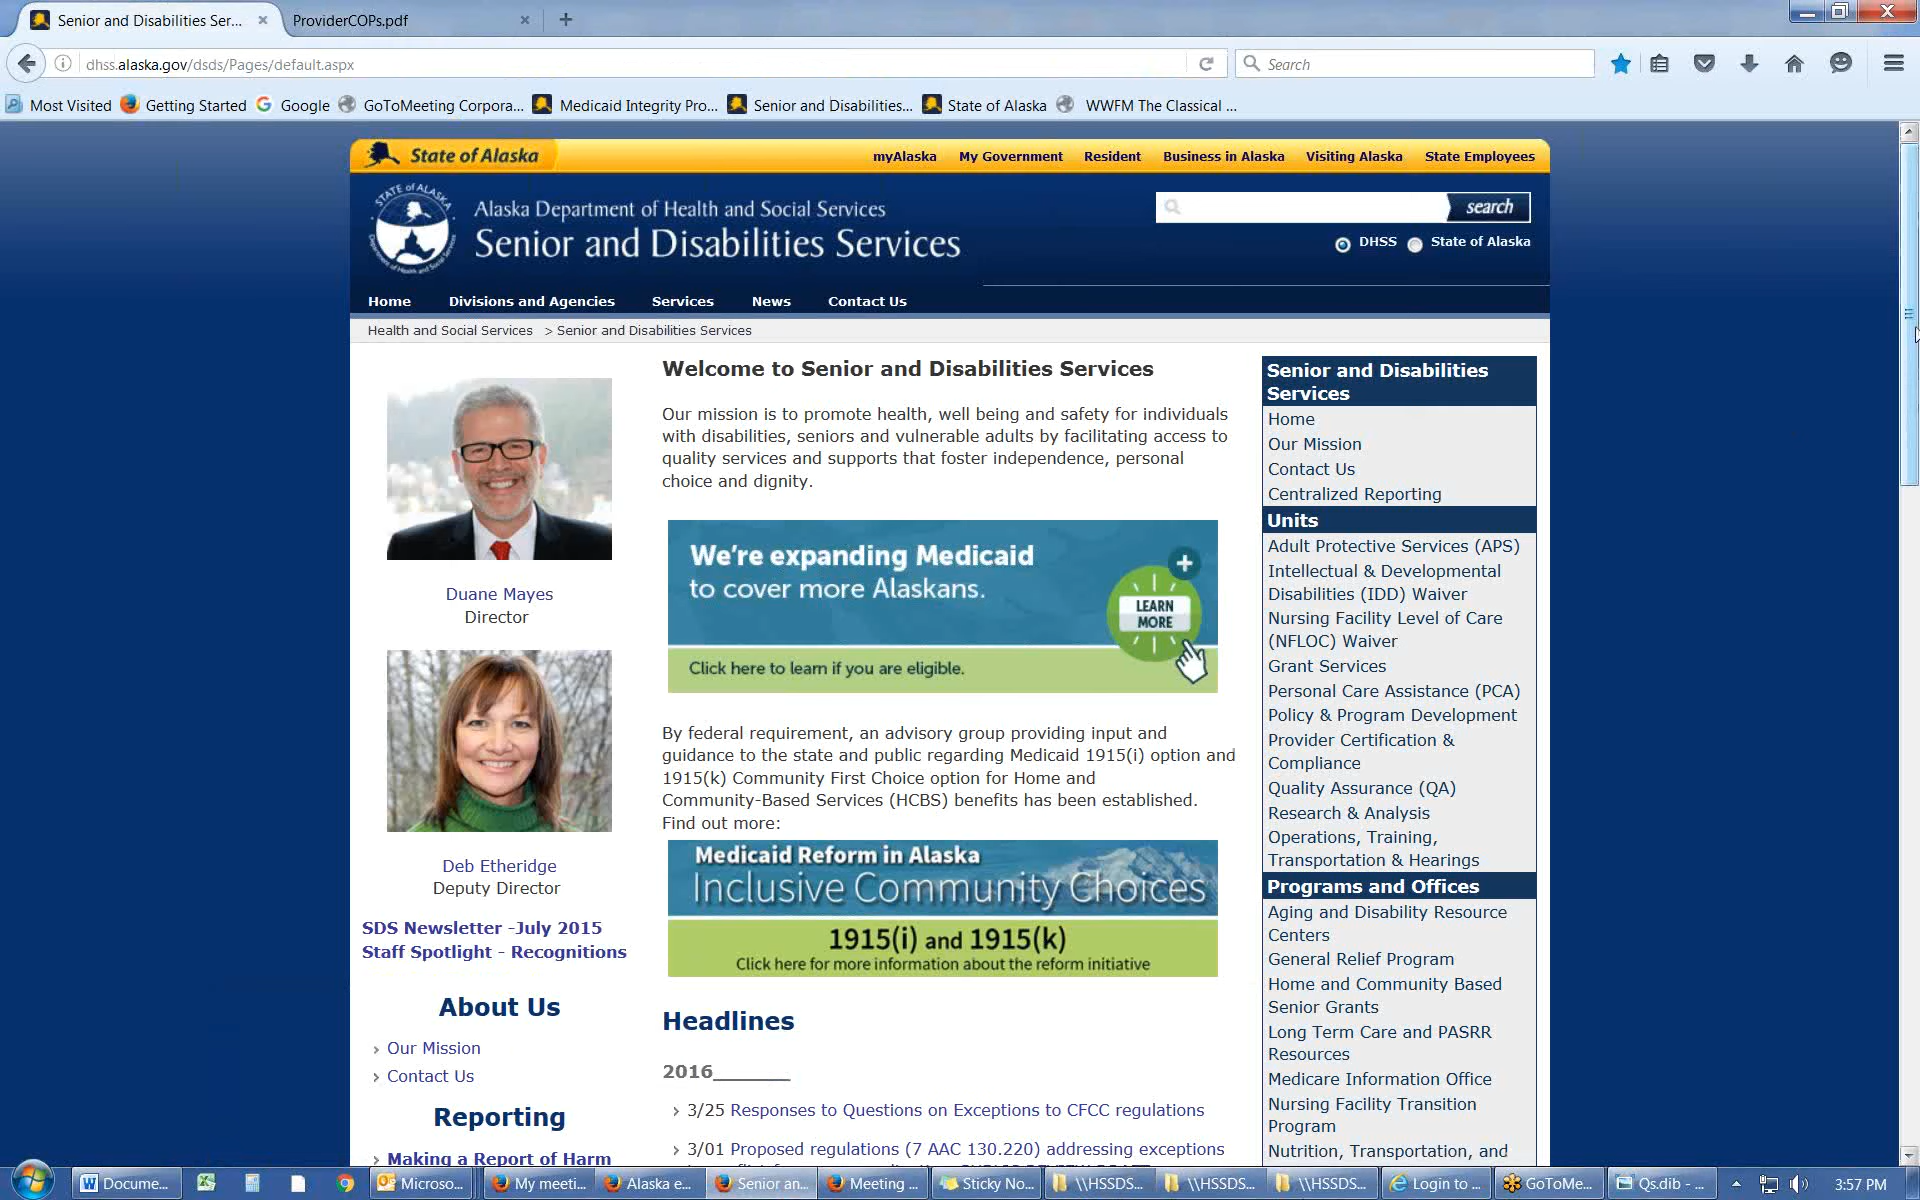 Senior and Disabilities Ser...
ProviderCOPs.pdf
dhss.alaska.gov/dsds/Pages/default.aspx
Search
Most Visited
Getting Started
Google
GoToMeeting Corpora...
Medicaid Integrity Pro...
Senior and Disabilities...
State of Alaska
WWFM The Classical ...
State of Alaska
myAlaska
My Government
Resident
Business in Alaska
Visiting Alaska
State Employees
Alaska Department of Health and Social Services
Senior and Disabilities Services
search
DHSS
State of Alaska
Home
Divisions and Agencies
Services
News
Contact Us
Health and Social Services > Senior and Disabilities Services
Duane Mayes
Director
Deb Etheridge
Deputy Director
SDS Newsletter -July 2015
Staff Spotlight - Recognitions
About Us
Our Mission
Contact Us
Reporting
Making a Report of Harm
Welcome to Senior and Disabilities Services
Our mission is to promote health, well being and safety for individuals
with disabilities, seniors and vulnerable adults by facilitating access to
quality services and supports that foster independence, personal
choice and dignity.
We're expanding Medicaid
to cover more Alaskans.
LEARN
MORE
Click here to learn if you are eligible.
By federal requirement, an advisory group providing input and
guidance to the state and public regarding Medicaid 1915(i) option and
1915(k) Community First Choice option for Home and
Community-Based Services (HCBS) benefits has been established.
Find out more:
Medicaid Reform in Alaska
Inclusive Community Choices
1915(i) and 1915(k)
Click here for more information about the reform initiative
Headlines
2016_______
3/25 Responses to Questions on Exceptions to CFCC regulations
3/01 Proposed regulations (7 AAC 130.220) addressing exceptions
Senior and Disabilities
Services
Home
Our Mission
Contact Us
Centralized Reporting
Units
Adult Protective Services (APS)
Intellectual & Developmental
Disabilities (IDD) Waiver
Nursing Facility Level of Care
(NFLOC) Waiver
Grant Services
Personal Care Assistance (PCA)
Policy & Program Development
Provider Certification &
Compliance
Quality Assurance (QA)
Research & Analysis
Operations, Training,
Transportation & Hearings
Programs and Offices
Aging and Disability Resource
Centers
General Relief Program
Home and Community Based
Senior Grants
Long Term Care and PASRR
Resources
Medicare Information Office
Nursing Facility Transition
Program
Nutrition, Transportation, and
Docume...
Microso...
My meeti...
Alaska e...
Senior an...
Meeting ...
Sticky No...
\\HSSDS...
\\HSSDS...
\\HSSDS...
Login to ...
GoToMe...
Qs.dib - ...
3:57 PM